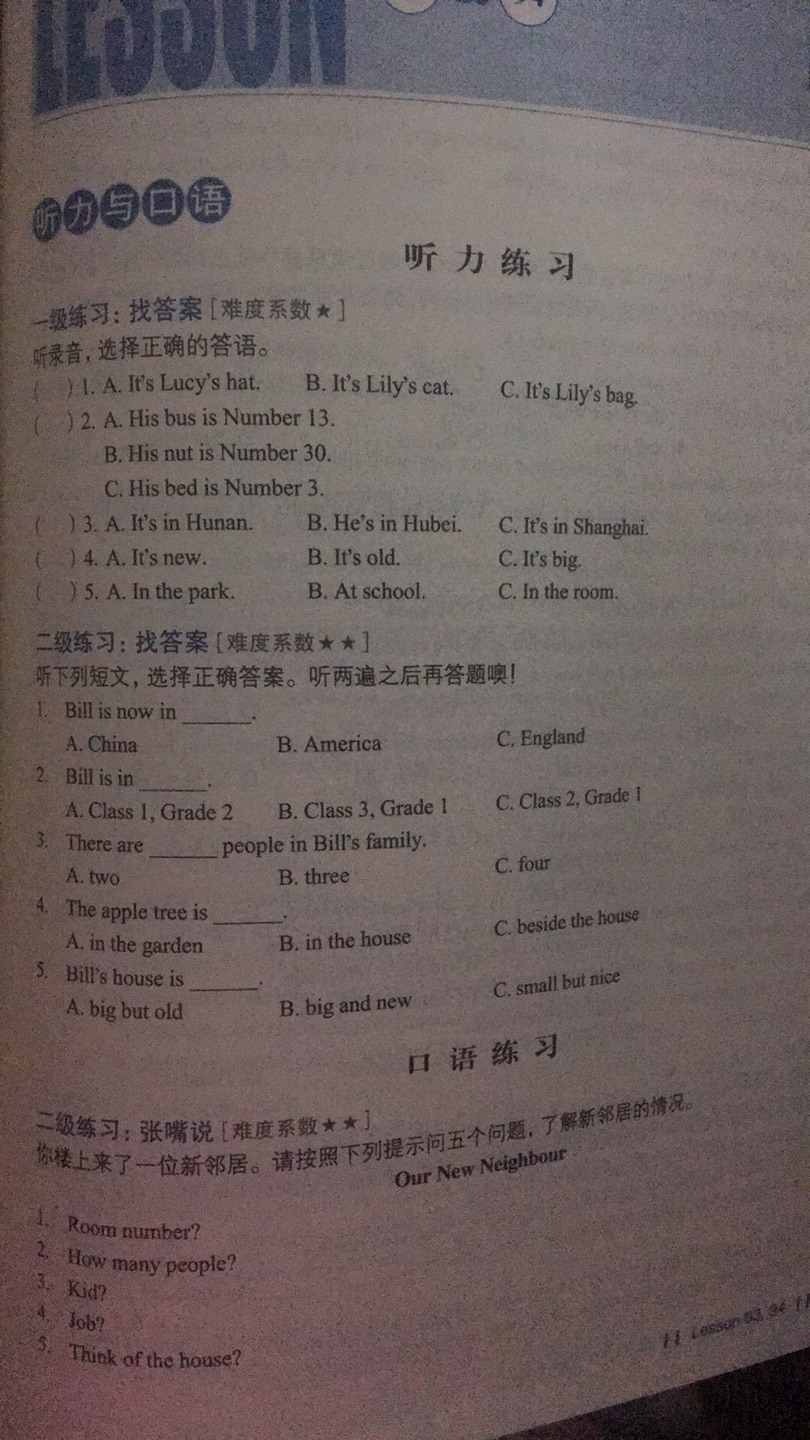 LESSON
听力与口语
听力练习
一级练习：找答案［难度系数★］
听录音，选择正确的答语。
（　）1. A. It's Lucy's hat. B. It's Lily's cat. C. It's Lily's bag.
（　）2. A. His bus is Number 13.
B. His nut is Number 30.
C. His bed is Number 3.
（　）3. A. It's in Hunan. B. He's in Hubei. C. It's in Shanghai.
（　）4. A. It's new. B. It's old. C. It's big.
（　）5. A. In the park. B. At school. C. In the room.
二级练习：找答案［难度系数★★］
听下列短文，选择正确答案。听两遍之后再答题噢！
1. Bill is now in ______.
A. China B. America C. England
2. Bill is in ______.
A. Class 1, Grade 2 B. Class 3, Grade 1 C. Class 2, Grade 1
3. There are ______ people in Bill's family.
A. two B. three C. four
4. The apple tree is ______.
A. in the garden B. in the house C. beside the house
5. Bill's house is ______.
A. big but old B. big and new C. small but nice
口语练习
二级练习：张嘴说［难度系数★★］
你楼上来了一位新邻居。请按照下列提示问五个问题，了解新邻居的情况。
Our New Neighbour
1. Room number?
2. How many people?
3. Kid?
4. Job?
5. Think of the house?
Lesson 93, 94